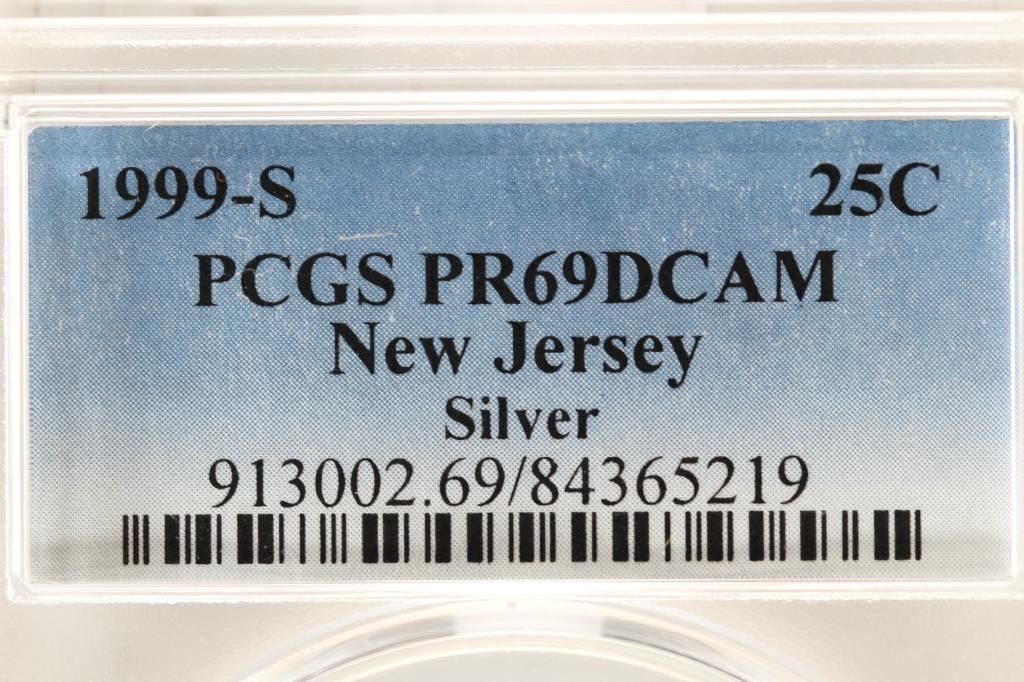 1999-S 25C
PCGS PR69DCAM
New Jersey
Silver
913002.69/84365219